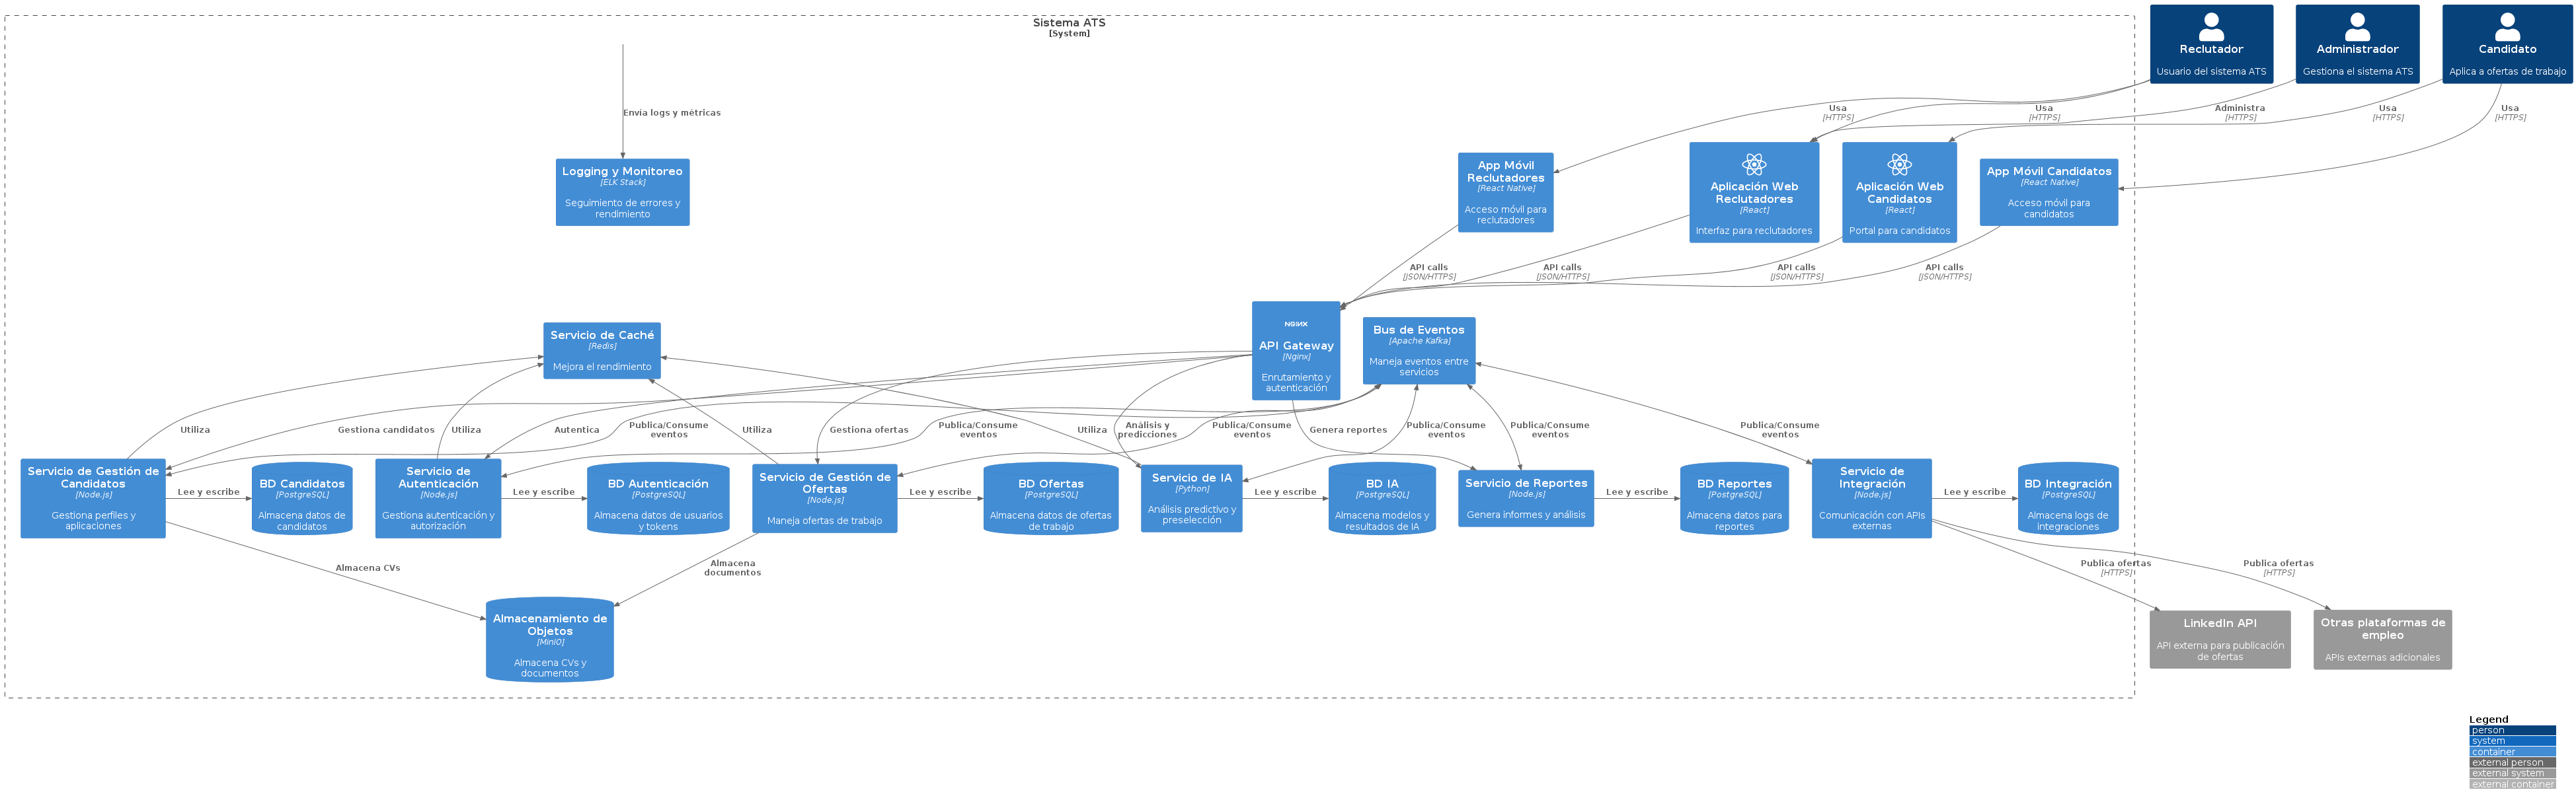 Sistema ATS
[System]
Reclutador
Usuario del sistema ATS
Administrador
Gestiona el sistema ATS
Candidato
Aplica a ofertas de trabajo
Envía logs y métricas
Usa
[HTTPS]
Usa
[HTTPS]
Administra
[HTTPS]
Usa
[HTTPS]
Usa
[HTTPS]
Logging y Monitoreo
[ELK Stack]
Seguimiento de errores y
rendimiento
App Móvil
Reclutadores
[React Native]
Acceso móvil para
reclutadores
Aplicación Web
Reclutadores
[React]
Interfaz para reclutadores
Aplicación Web
Candidatos
[React]
Portal para candidatos
App Móvil Candidatos
[React Native]
Acceso móvil para
candidatos
API calls
[JSON/HTTPS]
API calls
[JSON/HTTPS]
API calls
[JSON/HTTPS]
API calls
[JSON/HTTPS]
Servicio de Caché
[Redis]
Mejora el rendimiento
NGINX
API Gateway
[Nginx]
Enrutamiento y
autenticación
Bus de Eventos
[Apache Kafka]
Maneja eventos entre
servicios
Utiliza
Gestiona candidatos
Utiliza
Autentica
Publica/Consume
eventos
Utiliza
Gestiona ofertas
Publica/Consume
eventos
Utiliza
Análisis y
predicciones
Publica/Consume
eventos
Genera reportes
Publica/Consume
eventos
Publica/Consume
eventos
Publica/Consume
eventos
Servicio de Gestión de
Candidatos
[Node.js]
Gestiona perfiles y
aplicaciones
Lee y escribe
BD Candidatos
[PostgreSQL]
Almacena datos de
candidatos
Servicio de
Autenticación
[Node.js]
Gestiona autenticación y
autorización
Lee y escribe
BD Autenticación
[PostgreSQL]
Almacena datos de usuarios
y tokens
Servicio de Gestión de
Ofertas
[Node.js]
Maneja ofertas de trabajo
Lee y escribe
BD Ofertas
[PostgreSQL]
Almacena datos de ofertas
de trabajo
Servicio de IA
[Python]
Análisis predictivo y
preselección
Lee y escribe
BD IA
[PostgreSQL]
Almacena modelos y
resultados de IA
Servicio de Reportes
[Node.js]
Genera informes y análisis
Lee y escribe
BD Reportes
[PostgreSQL]
Almacena datos para
reportes
Servicio de
Integración
[Node.js]
Comunicación con APIs
externas
Lee y escribe
BD Integración
[PostgreSQL]
Almacena logs de
integraciones
Almacena CVs
Almacena
documentos
Publica ofertas
[HTTPS]
Publica ofertas
[HTTPS]
Almacenamiento de
Objetos
[MinIO]
Almacena CVs y
documentos
LinkedIn API
API externa para publicación
de ofertas
Otras plataformas de
empleo
APIs externas adicionales
Legend
person
system
container
external person
external system
external container